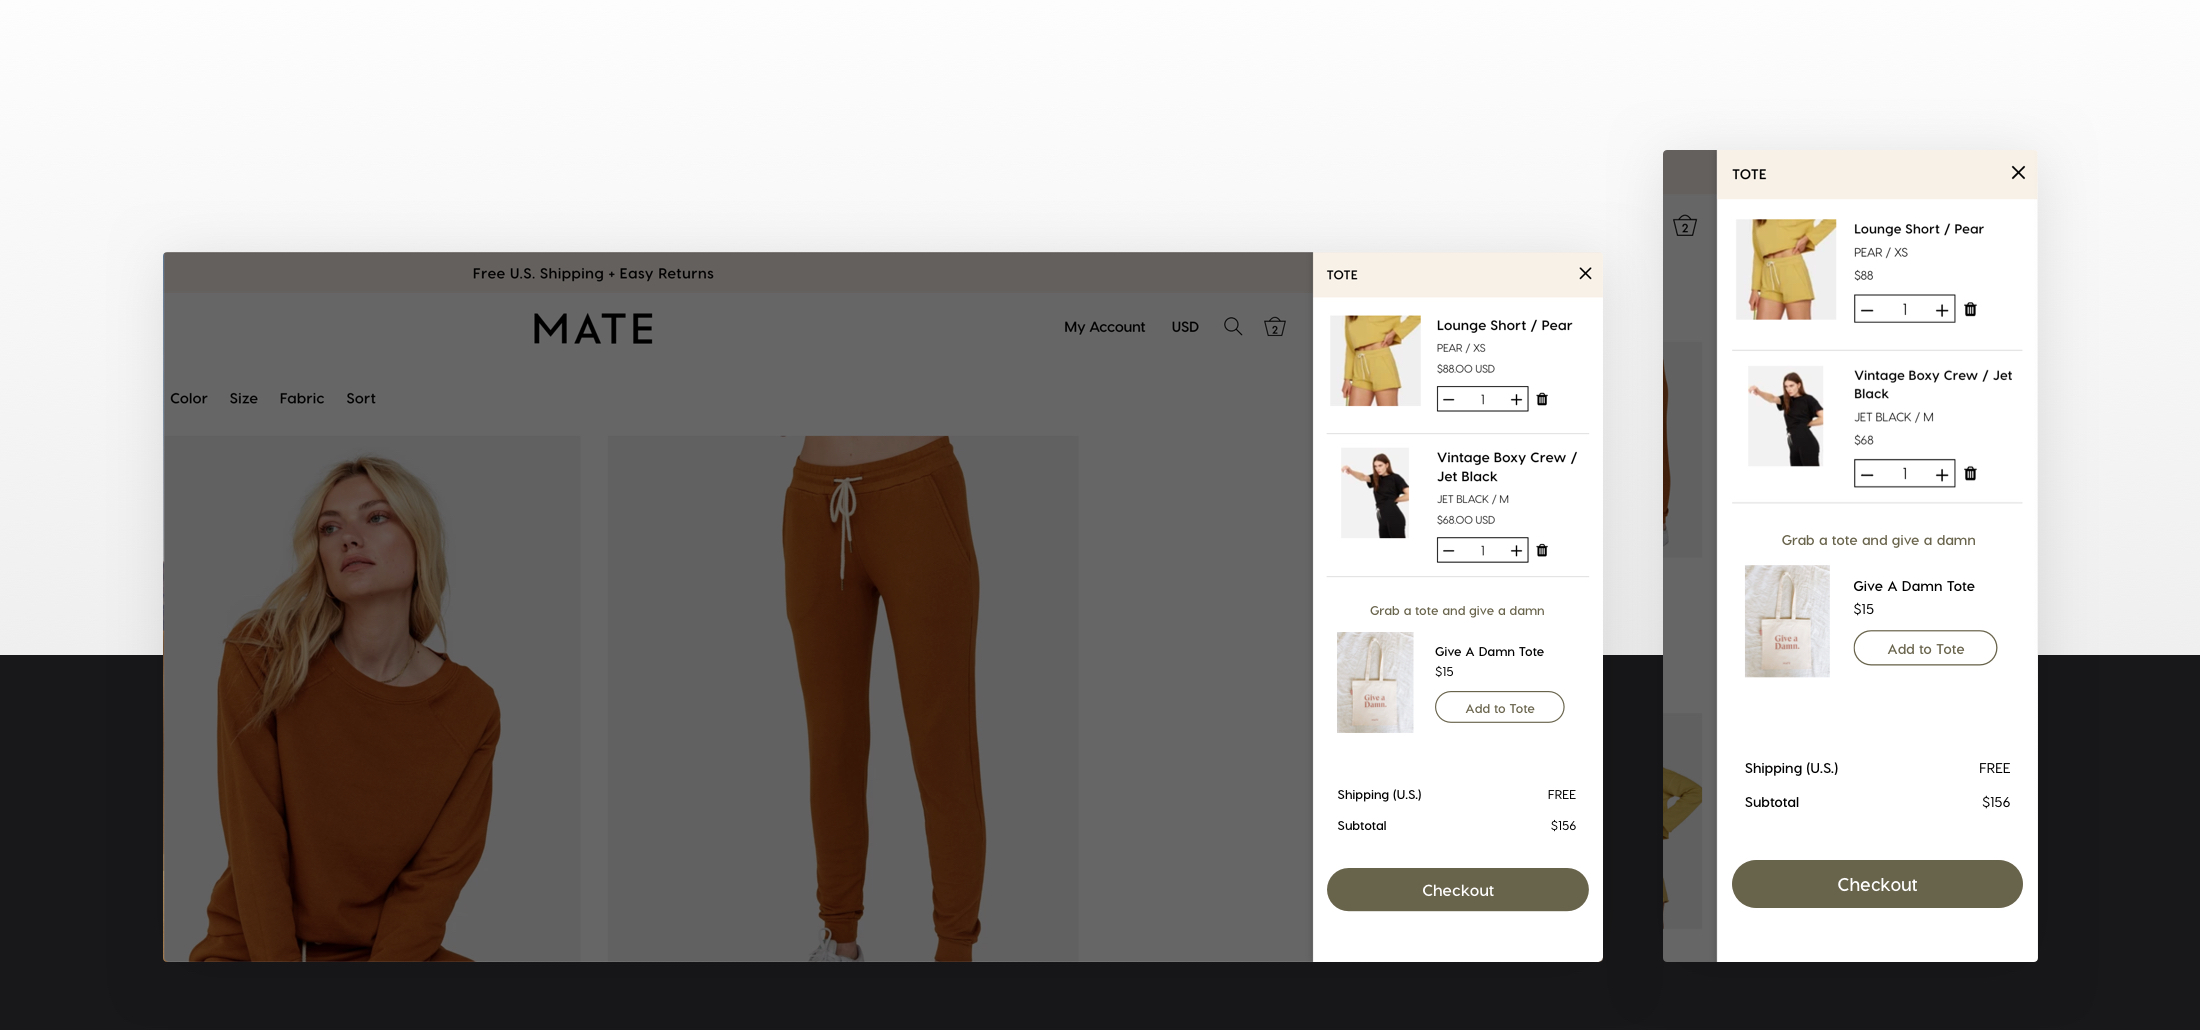 Free U.S. Shipping + Easy Returns
MATE
My Account
USD
2
Color
Size
Fabric
Sort
TOTE
Lounge Short / Pear
PEAR / XS
$88.00 USD
1
Vintage Boxy Crew /
Jet Black
JET BLACK / M
$68.00 USD
1
Grab a tote and give a damn
Give a
Damn.
Give A Damn Tote
$15
Add to Tote
Shipping (U.S.)
FREE
Subtotal
$156
Checkout
2
TOTE
Lounge Short / Pear
PEAR / XS
$88
1
Vintage Boxy Crew / Jet
Black
JET BLACK / M
$68
1
Grab a tote and give a damn
Give a
Damn.
Give A Damn Tote
$15
Add to Tote
Shipping (U.S.)
FREE
Subtotal
$156
Checkout